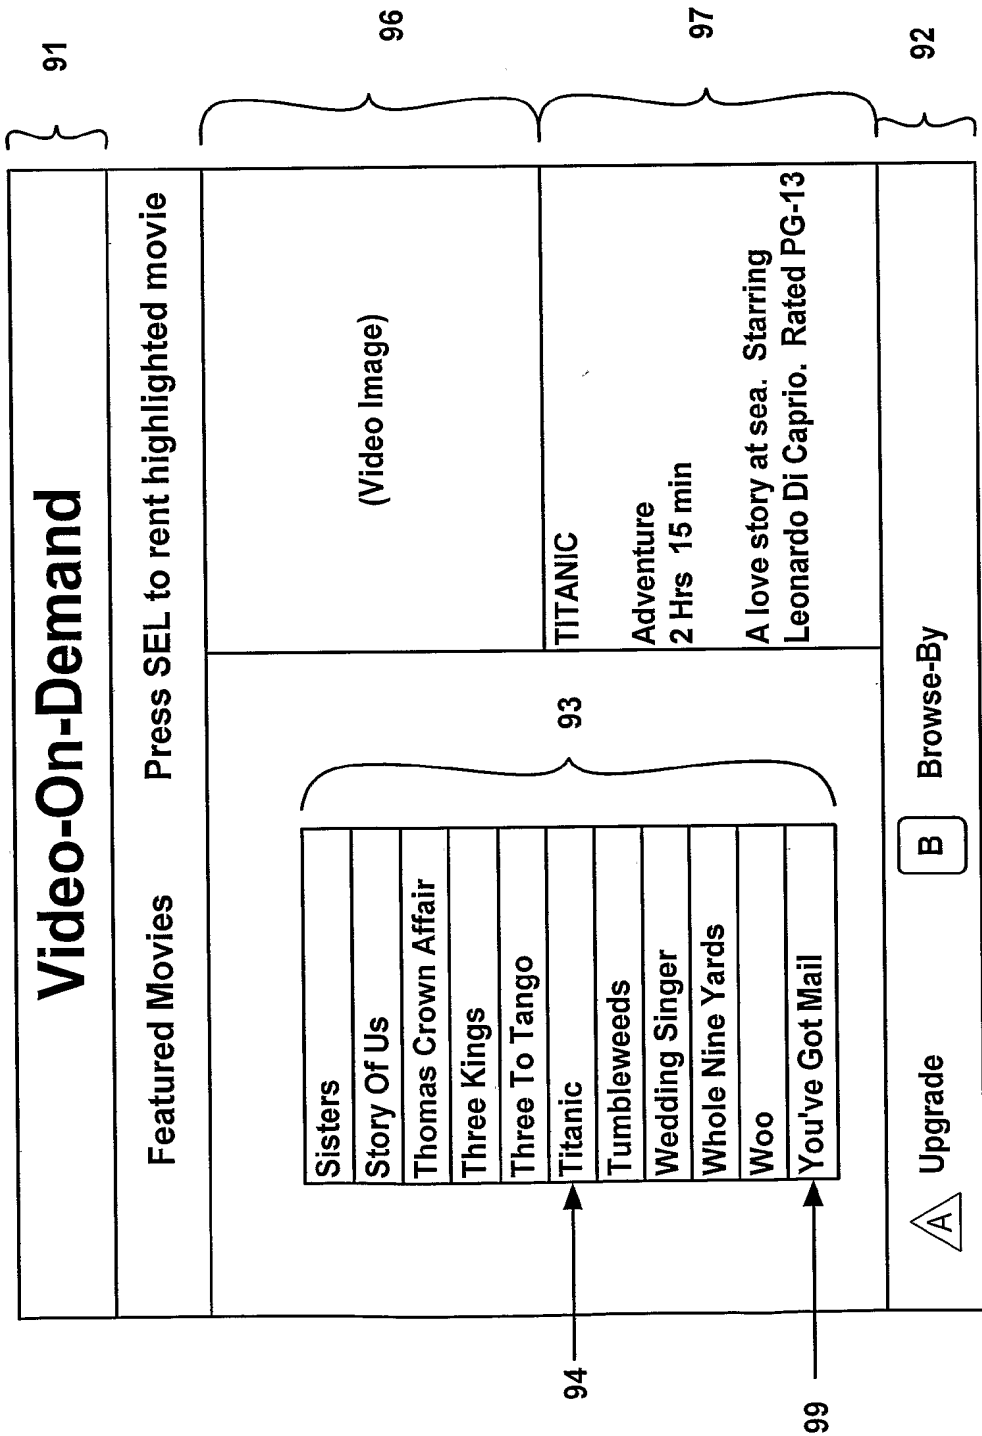 Video-On-Demand
91
Featured Movies Press SEL to rent highlighted movie
Sisters
Story Of Us
Thomas Crown Affair
Three Kings
Three To Tango
Titanic
Tumbleweeds
Wedding Singer
Whole Nine Yards
Woo
You've Got Mail
93
94
99
(Video Image)
96
TITANIC
Adventure
2 Hrs 15 min
A love story at sea. Starring
Leonardo Di Caprio. Rated PG-13
97
A Upgrade B Browse-By
92